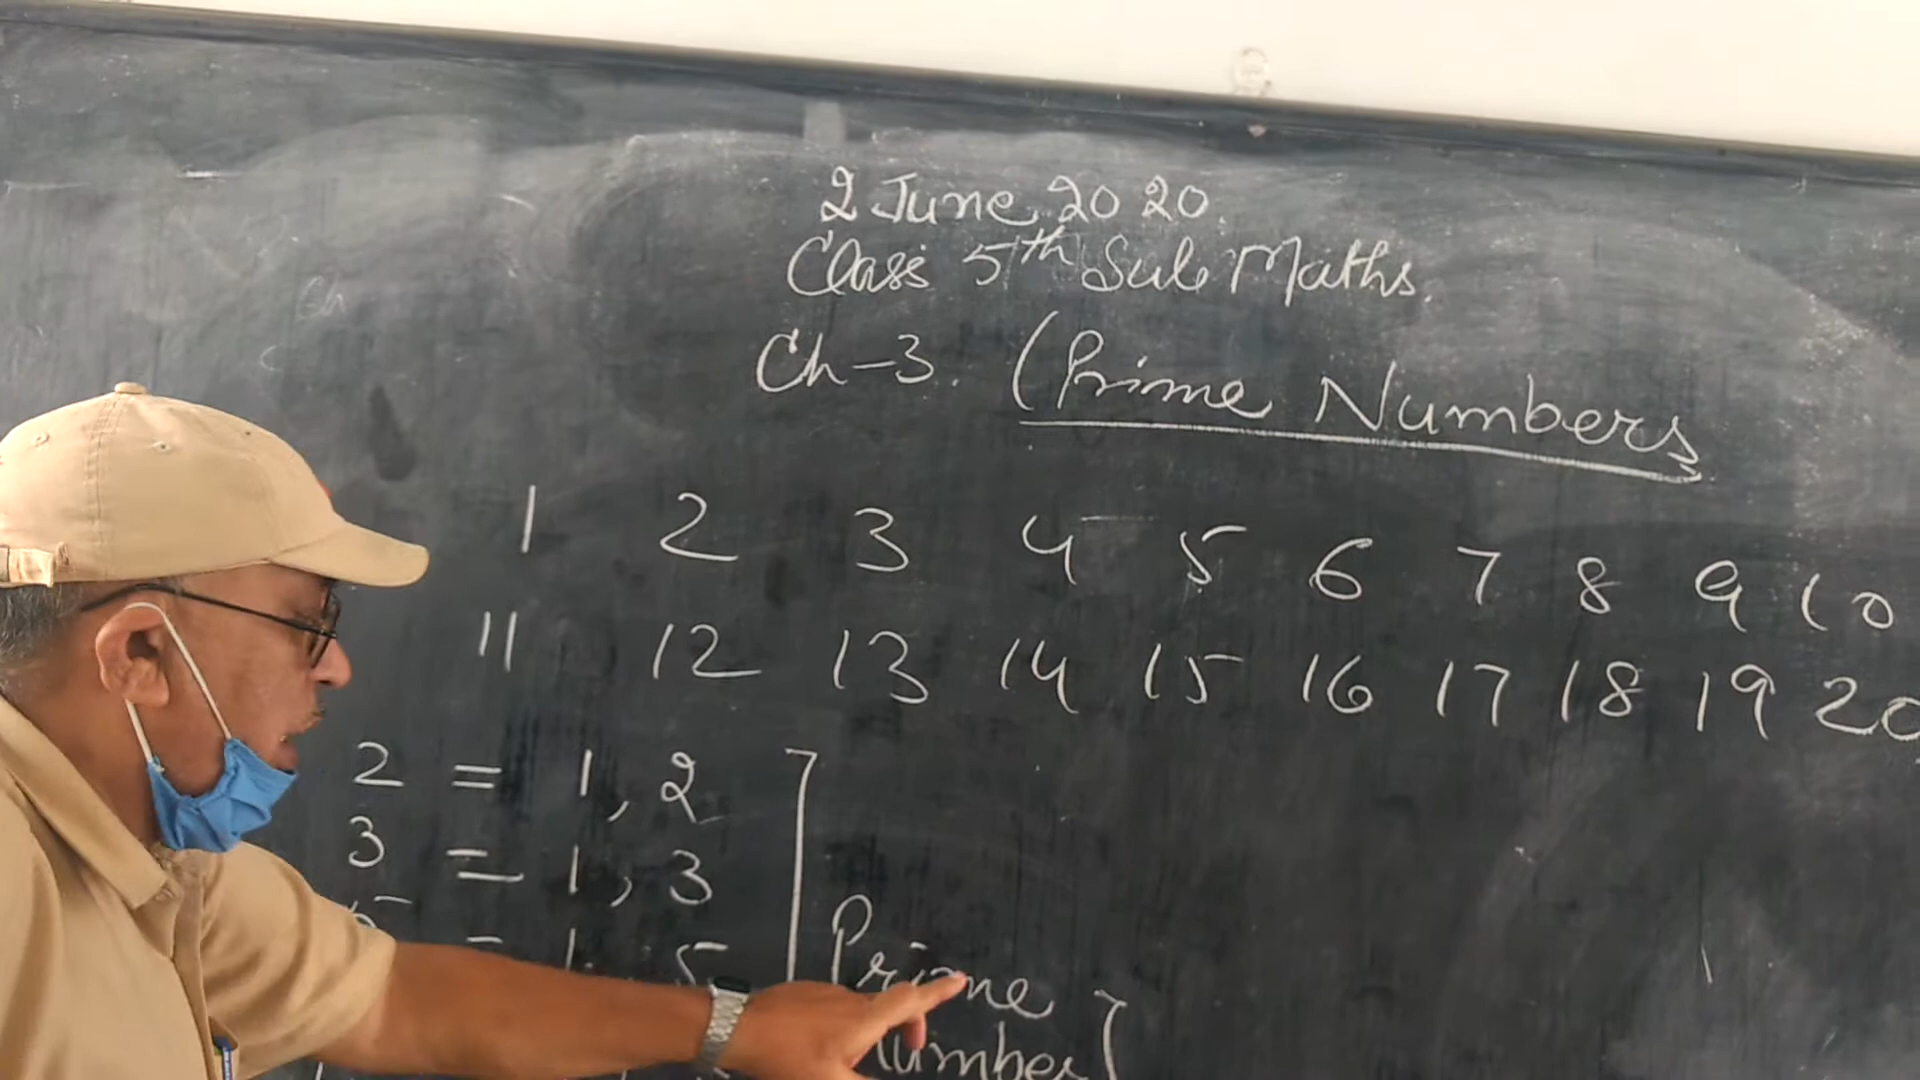 2 June 2020.
Class 5th Sub Maths.
Ch-3. (Prime Numbers
1 2 3 4 5 6 7 8 9 10
11 12 13 14 15 16 17 18 19 20
2 = 1, 2
3 = 1, 3
5 = 1, 5
Prime
Number